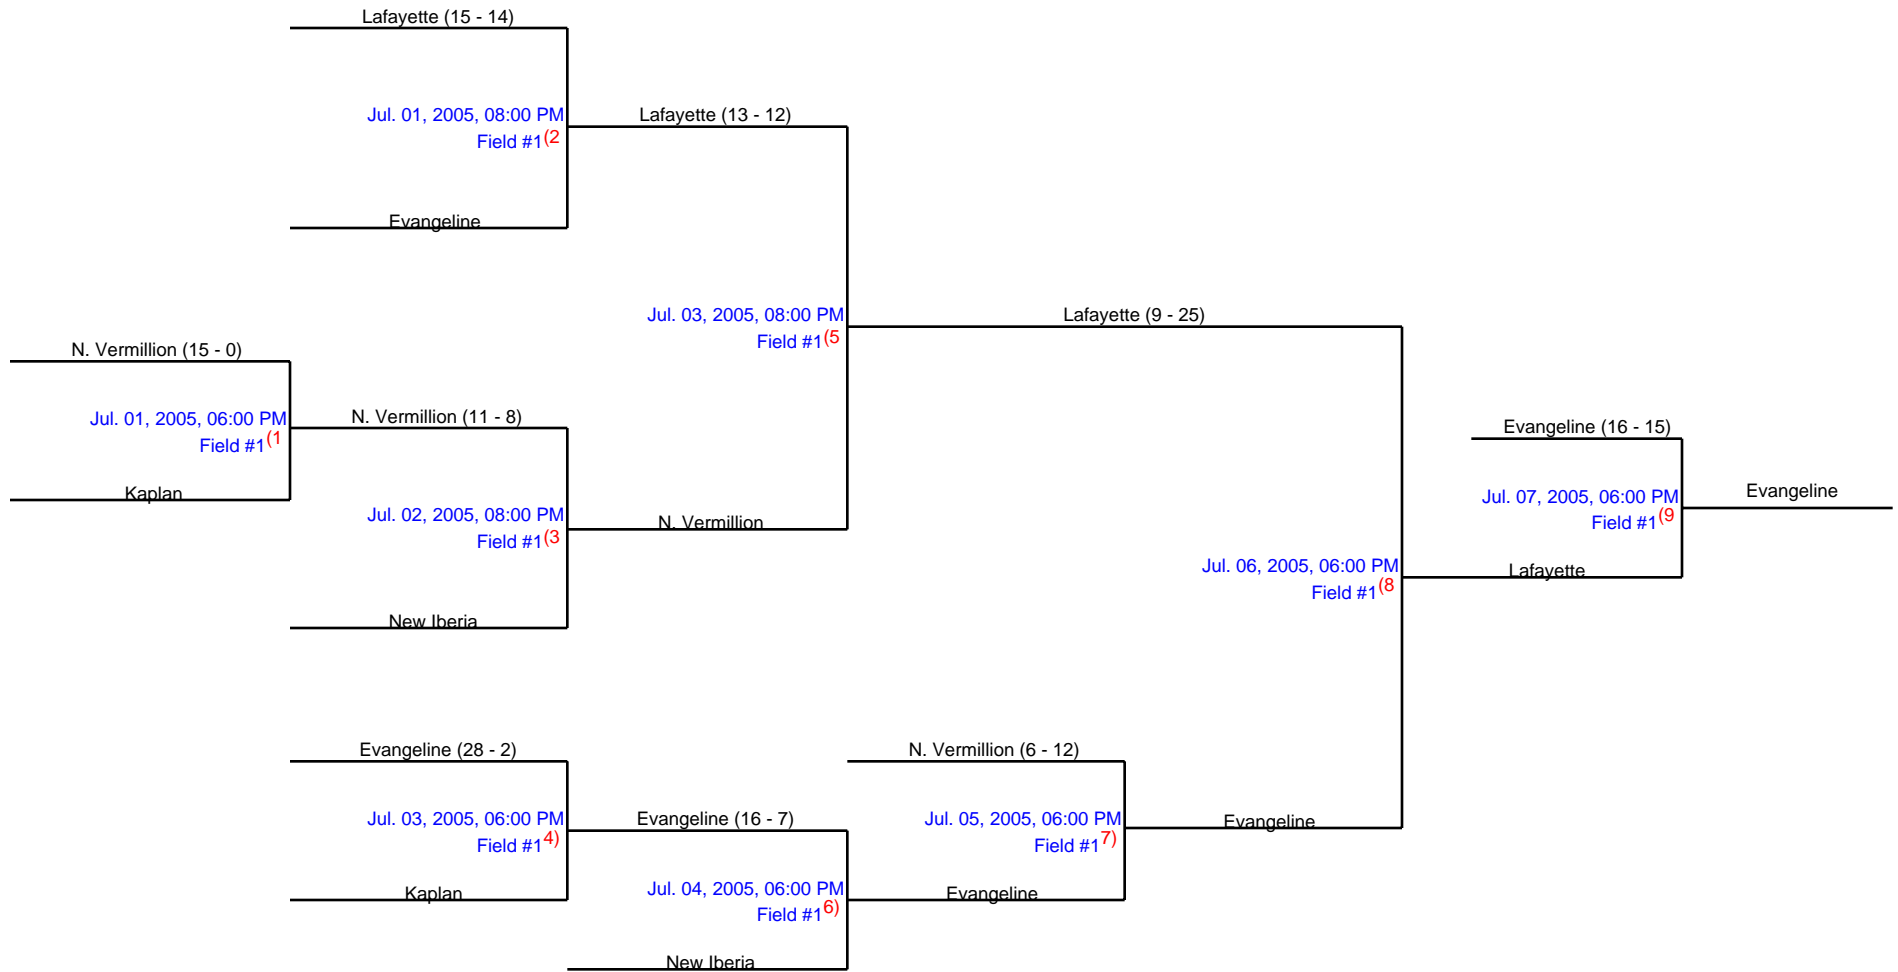 Lafayette (15 - 14)
Jul. 01, 2005, 08:00 PM
Field #1(2
Evangeline
Lafayette (13 - 12)
Jul. 03, 2005, 08:00 PM
Field #1(5
N. Vermillion (15 - 0)
Jul. 01, 2005, 06:00 PM
Field #1(1
Kaplan
N. Vermillion (11 - 8)
Jul. 02, 2005, 08:00 PM
Field #1(3
New Iberia
N. Vermillion
Lafayette (9 - 25)
Jul. 06, 2005, 06:00 PM
Field #1(8
Evangeline (16 - 15)
Jul. 07, 2005, 06:00 PM
Field #1(9
Lafayette
Evangeline
Evangeline (28 - 2)
Jul. 03, 2005, 06:00 PM
Field #14)
Kaplan
Evangeline (16 - 7)
Jul. 04, 2005, 06:00 PM
Field #16)
New Iberia
N. Vermillion (6 - 12)
Jul. 05, 2005, 06:00 PM
Field #17)
Evangeline
Evangeline